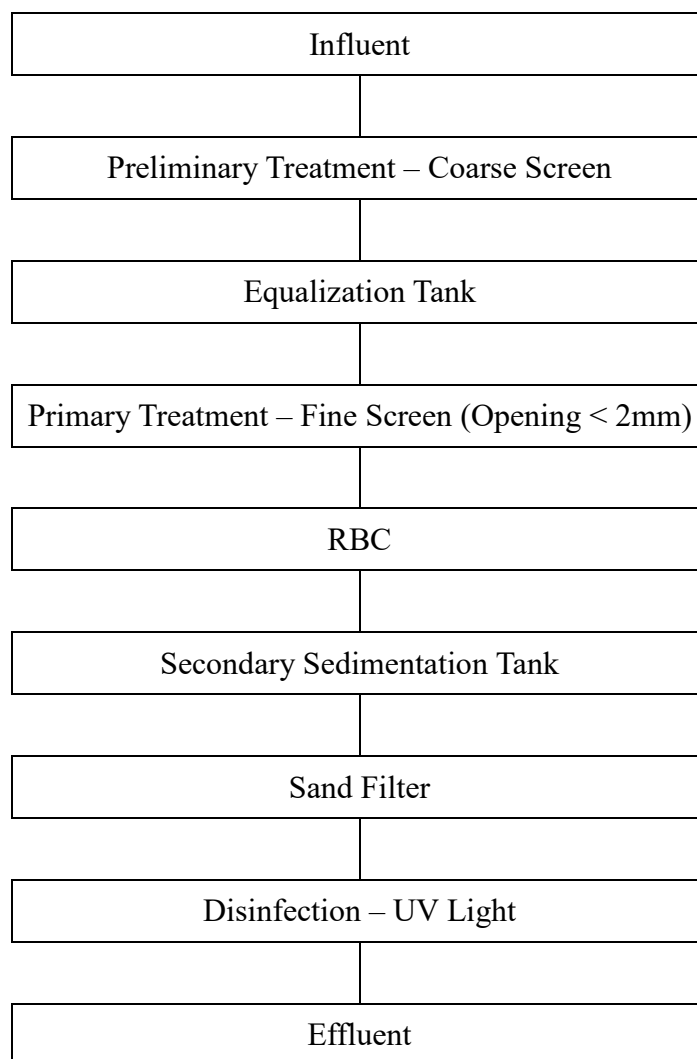 Influent
Preliminary Treatment – Coarse Screen
Equalization Tank
Primary Treatment – Fine Screen (Opening < 2mm)
RBC
Secondary Sedimentation Tank
Sand Filter
Disinfection – UV Light
Effluent